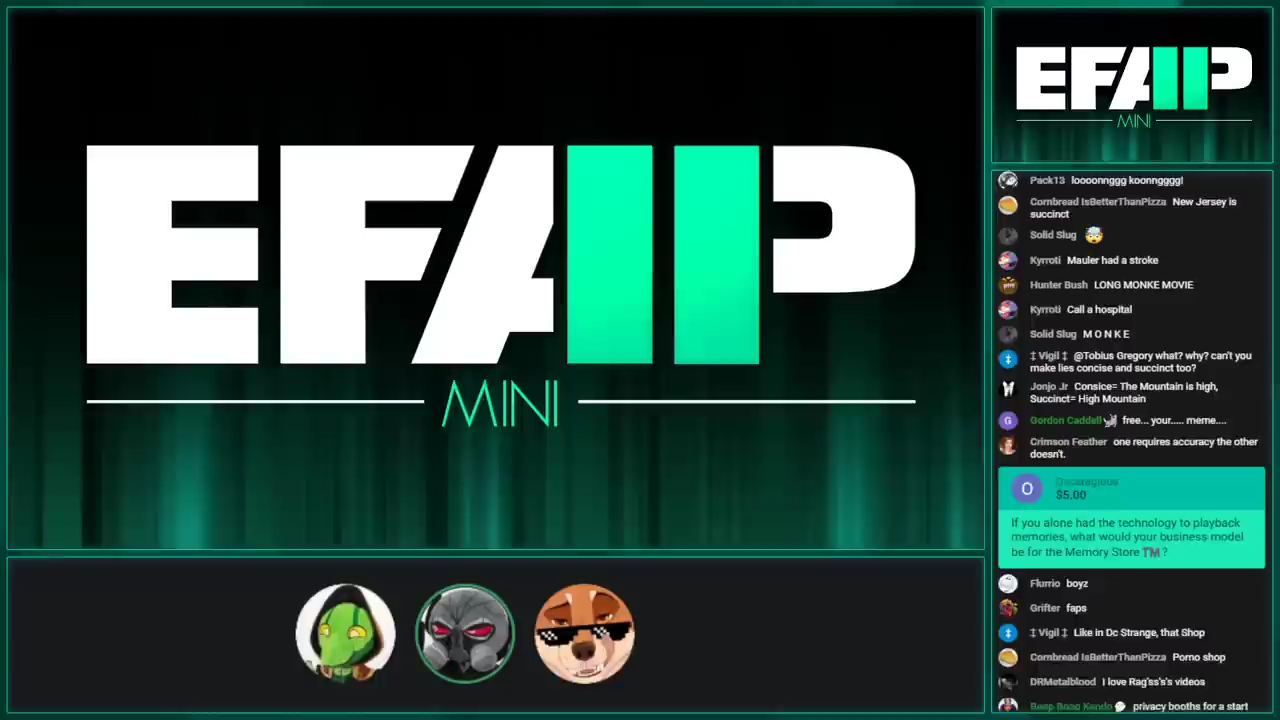 EFAP
MINI
EFAP
MINI
Pack13 loooonnggg koonngggg!
Cornbread IsBetterThanPizza New Jersey is
succinct
Solid Slug 🤯
Kyrroti Mauler had a stroke
Hunter Bush LONG MONKE MOVIE
Kyrroti Call a hospital
Solid Slug M O N K E
‡ Vigil ‡ @Tobius Gregory what? why? can't you
make lies concise and succinct too?
Jonjo Jr Consice= The Mountain is high,
Succinct= High Mountain
G Gordon Caddell free... your..... meme....
Crimson Feather one requires accuracy the other
doesn't.
O Oscaragious
$5.00
If you alone had the technology to playback
memories, what would your business model
be for the Memory Store ™️?
Flurrio boyz
Grifter faps
‡ Vigil ‡ Like in Dc Strange, that Shop
Cornbread IsBetterThanPizza Porno shop
DRMetalblood I love Rag'ss's's videos
Beep Boop Kendo privacy booths for a start